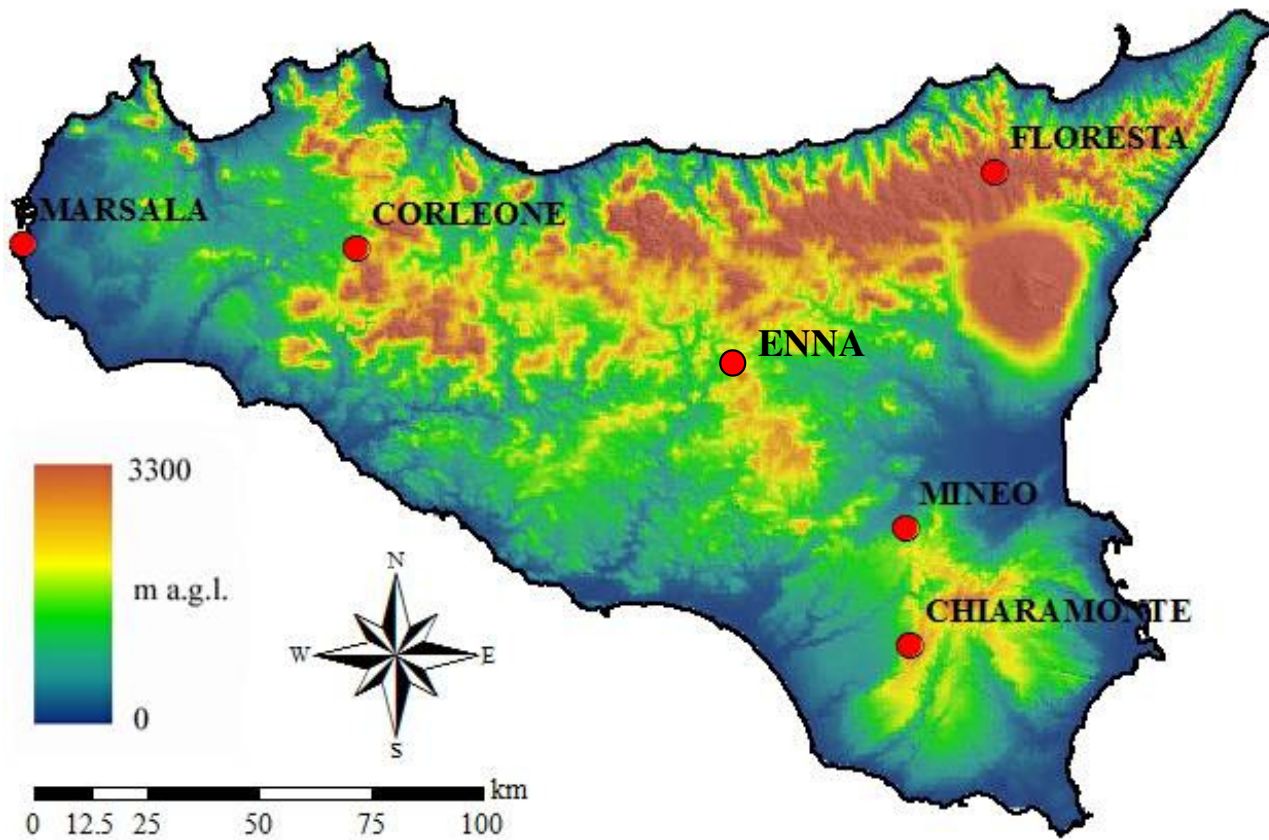 FLORESTA
MARSALA
CORLEONE
ENNA
3300
MINEO
m a.g.l.
N
CHIARAMONTE
W E
0
S
km
0 12.5 25 50 75 100